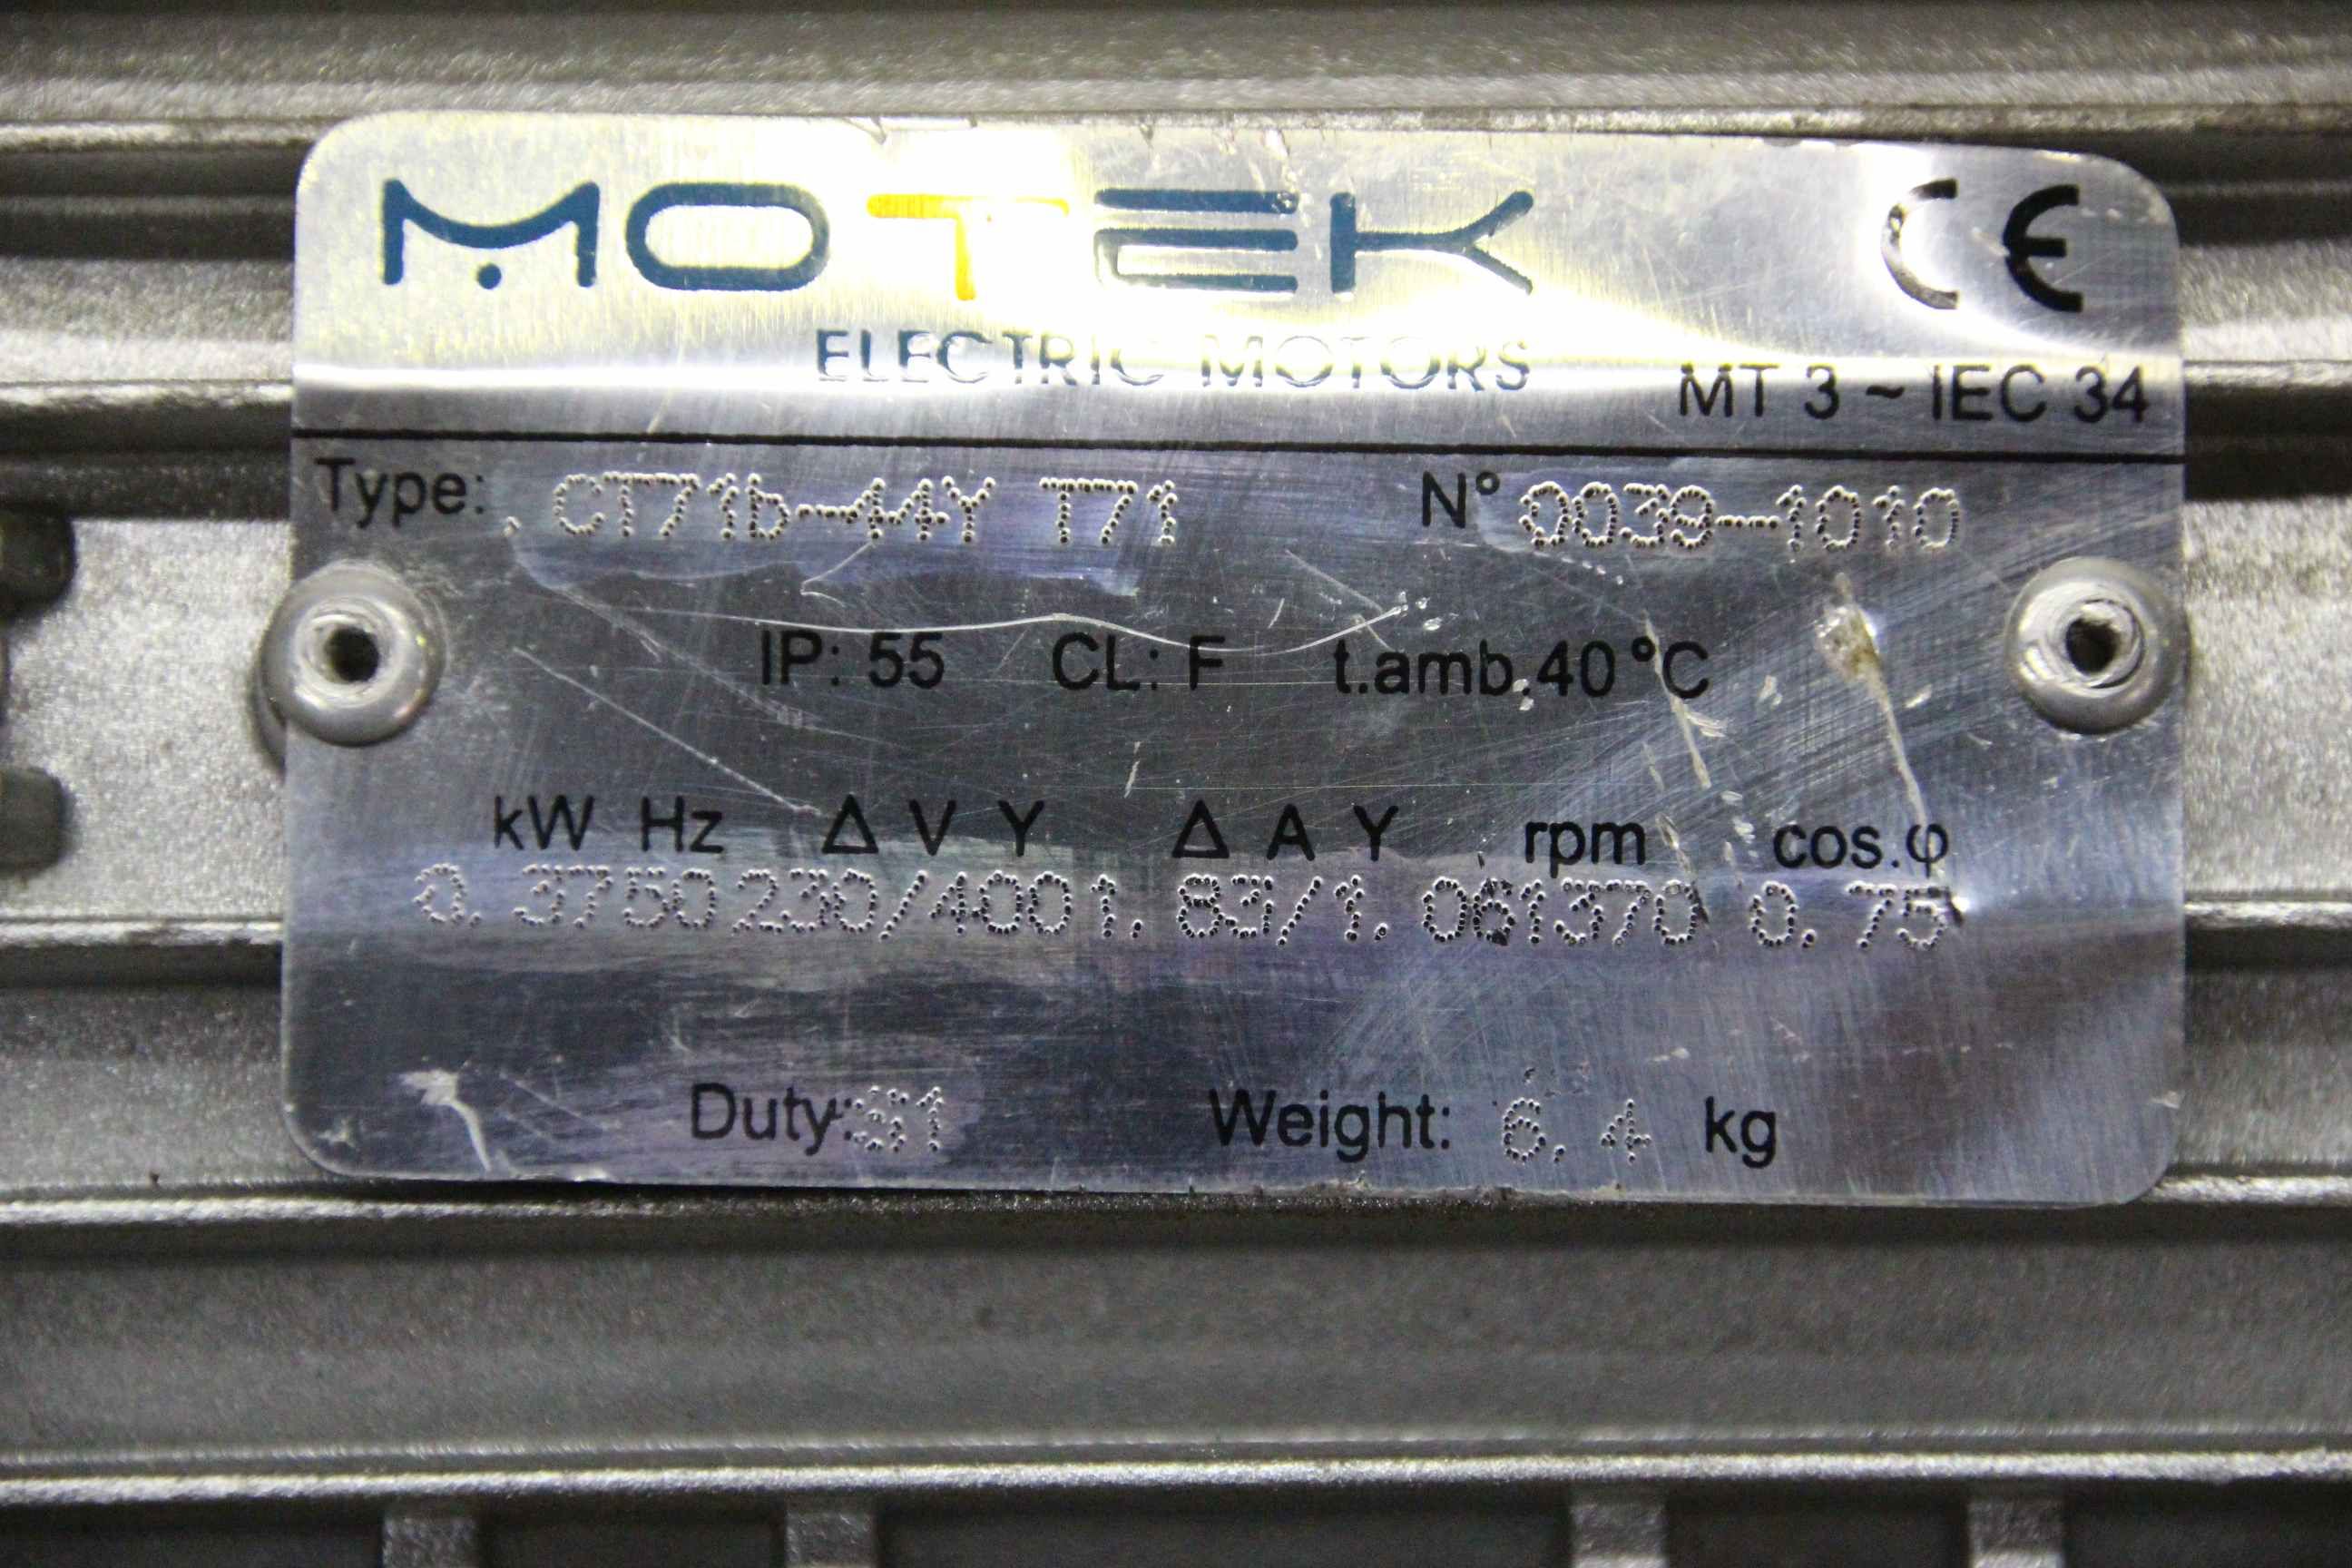 MOTEK
CE
ELECTRIC MOTORS
MT 3 ~ IEC 34
Type: CT71b-44Y T71 N° 0039-1010
IP: 55 CL: F t.amb.40°C
kW Hz Δ V Y Δ A Y rpm cos.φ
0.37 50 230/400 1.83/1.06 1370 0.75
Duty: S1 Weight: 6.4 kg